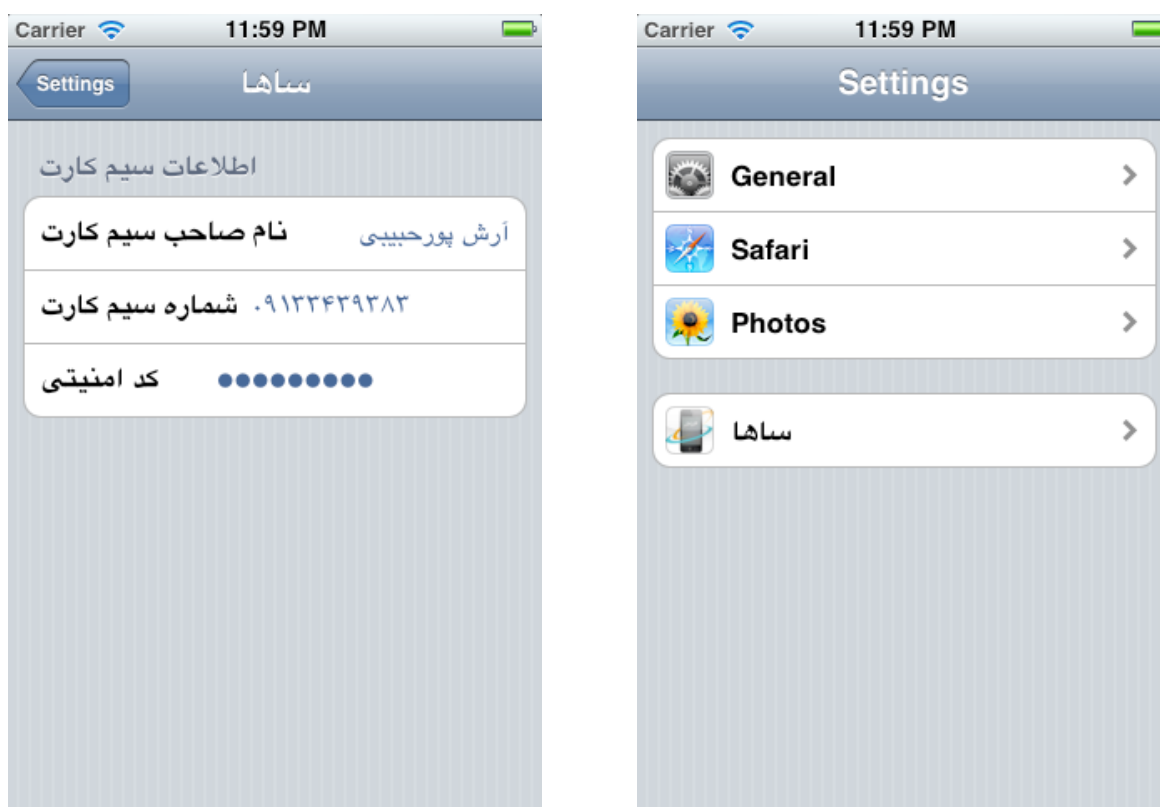 Carrier 11:59 PM
Settings ساها
اطلاعات سیم کارت
نام صاحب سیم کارت آرش پورحبیبی
شماره سیم کارت ۰۹۱۳۳۴۳۹۳۸۳
کد امنیتی •••••••••
Carrier 11:59 PM
Settings
General
Safari
Photos
ساها